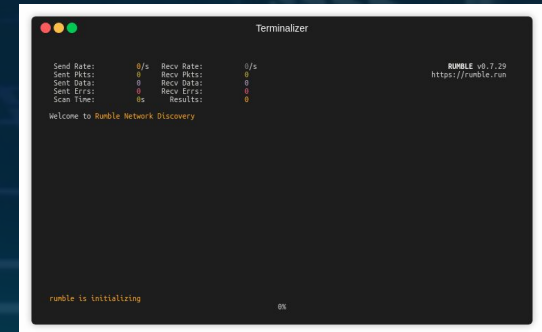 Terminalizer
Send Rate: 0/s Recv Rate: 0/s RUMBLE v0.7.29
Sent Pkts: 0 Recv Pkts: 0 https://rumble.run
Sent Data: 0 Recv Data: 0
Sent Errs: 0 Recv Errs: 0
Scan Time: 0s Results: 0
Welcome to Rumble Network Discovery
rumble is initializing
0%